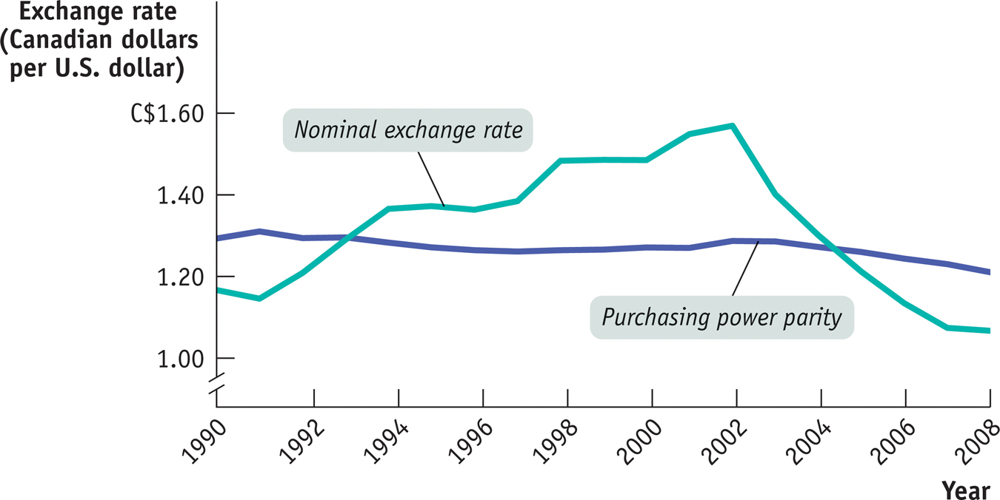 Exchange rate
(Canadian dollars
per U.S. dollar)
C$1.60
1.40
1.20
1.00
Nominal exchange rate
Purchasing power parity
1990
1992
1994
1996
1998
2000
2002
2004
2006
2008
Year